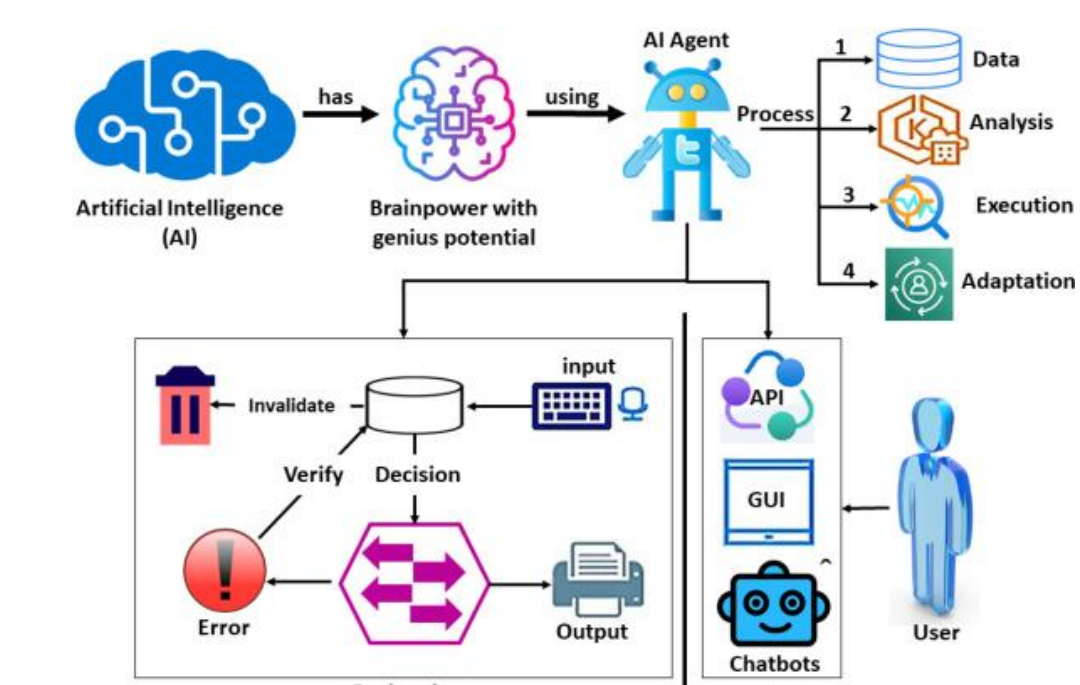 AI Agent
has
using
Process
1
Data
2
Analysis
3
Execution
4
Adaptation
Artificial Intelligence
(AI)
Brainpower with
genius potential
input
Invalidate
Verify
Decision
Error
Output
API
GUI
Chatbots
User